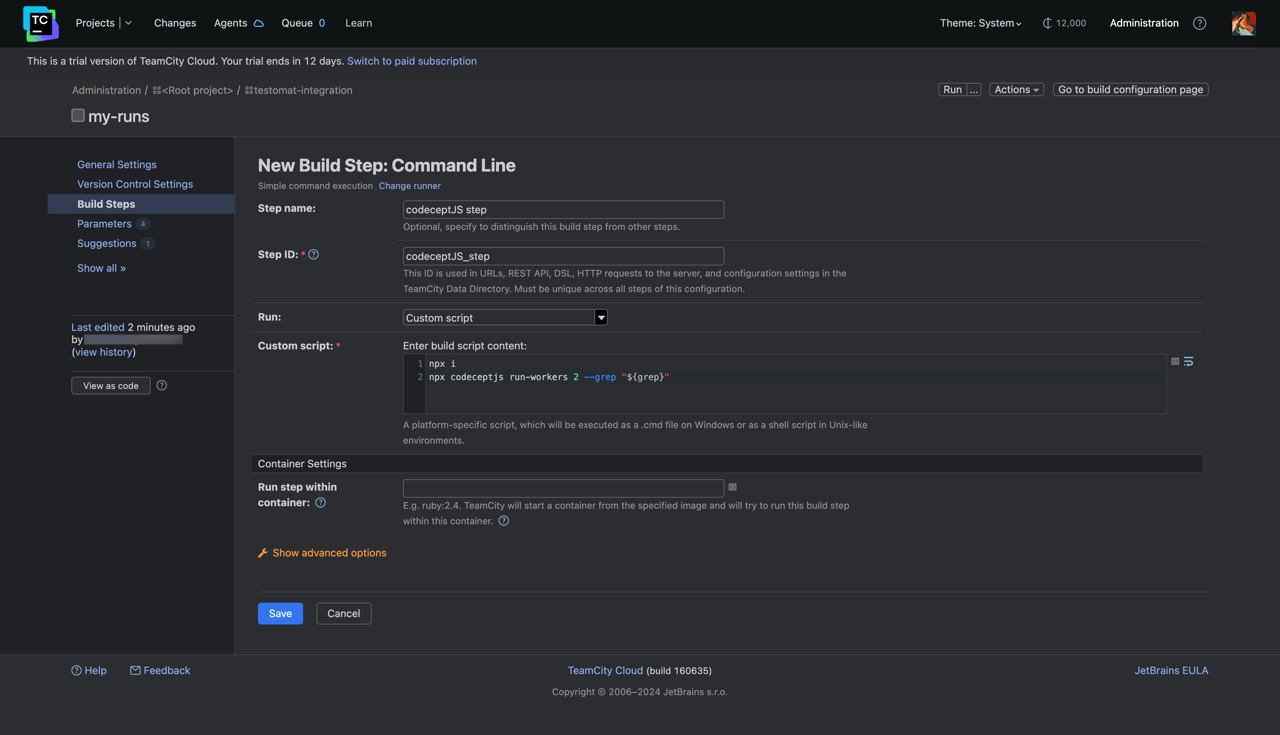 TC
Projects
Changes
Agents
Queue 0
Learn
Theme: System
12,000
Administration
This is a trial version of TeamCity Cloud. Your trial ends in 12 days. Switch to paid subscription
Administration / <Root project> / testomat-integration
Run ...
Actions
Go to build configuration page
my-runs
General Settings
Version Control Settings
Build Steps
Parameters 4
Suggestions 1
Show all »
Last edited 2 minutes ago
by
(view history)
View as code
New Build Step: Command Line
Simple command execution Change runner
Step name:
codeceptJS step
Optional, specify to distinguish this build step from other steps.
Step ID: *
codeceptJS_step
This ID is used in URLs, REST API, DSL, HTTP requests to the server, and configuration settings in the
TeamCity Data Directory. Must be unique across all steps of this configuration.
Run:
Custom script
Custom script: *
Enter build script content:
1 npx i
2 npx codeceptjs run-workers 2 --grep "${grep}"
A platform-specific script, which will be executed as a .cmd file on Windows or as a shell script in Unix-like
environments.
Container Settings
Run step within
container:
E.g. ruby:2.4. TeamCity will start a container from the specified image and will try to run this build step
within this container.
Show advanced options
Save
Cancel
Help
Feedback
TeamCity Cloud (build 160635)
JetBrains EULA
Copyright © 2006–2024 JetBrains s.r.o.